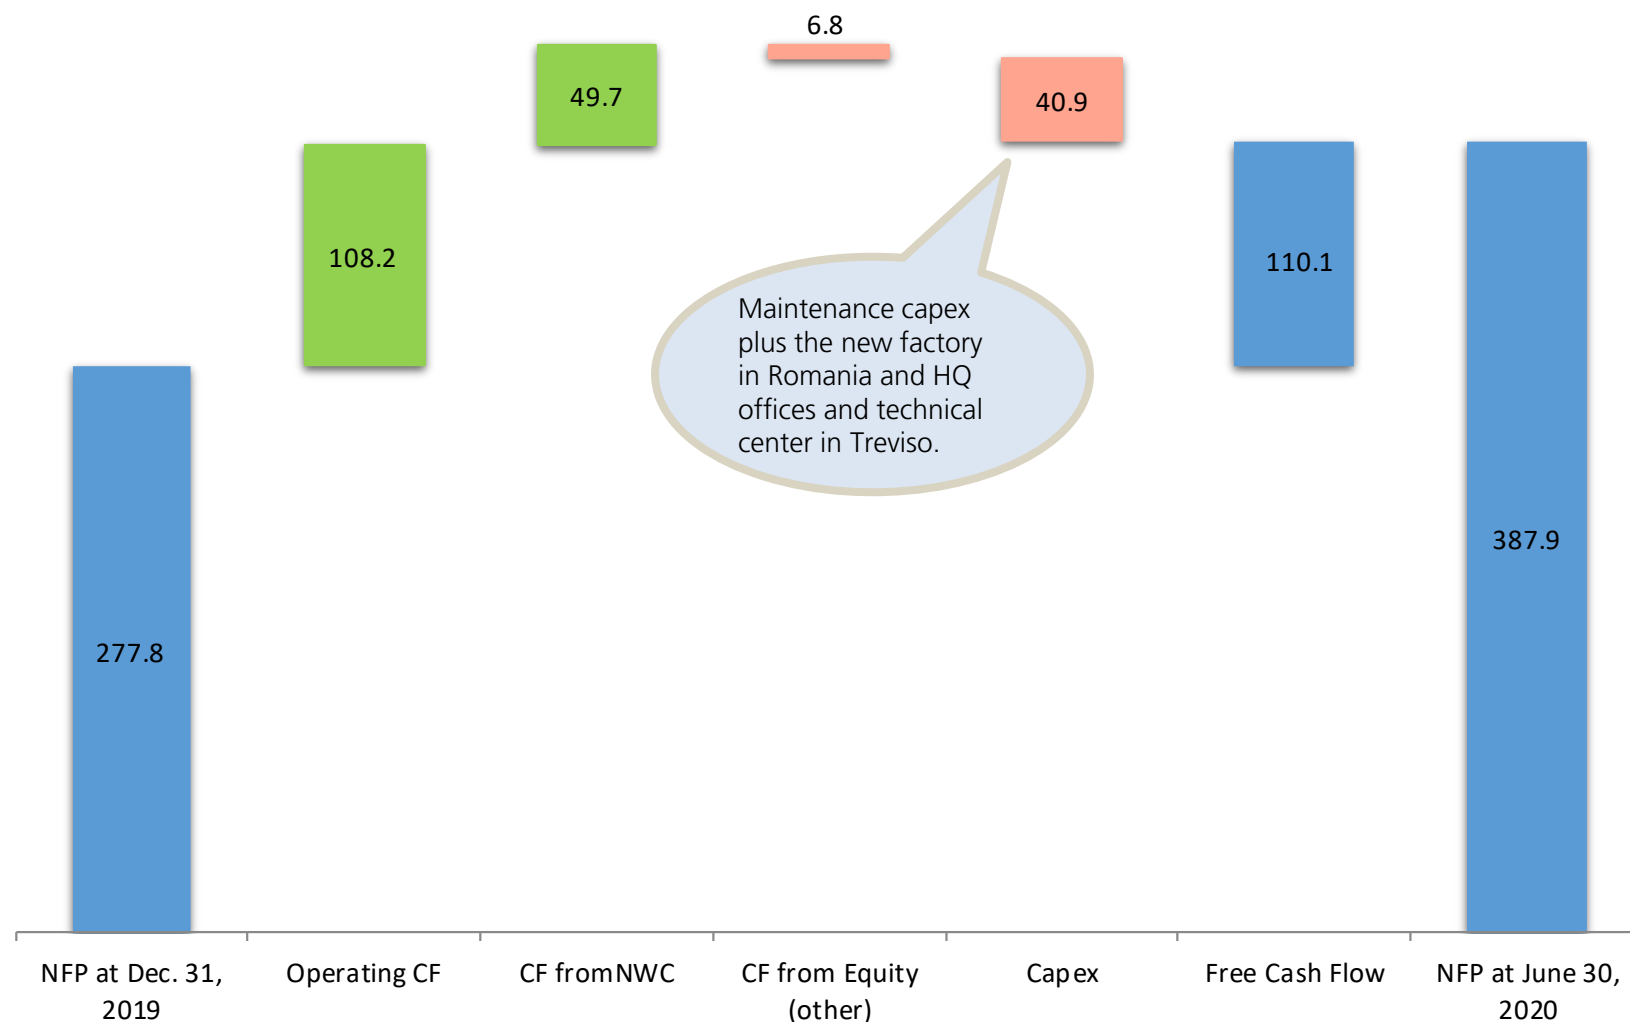 6.8
49.7
40.9
108.2
110.1
Maintenance capex
plus the new factory
in Romania and HQ
offices and technical
center in Treviso.
387.9
277.8
NFP at Dec. 31,
2019
Operating CF
CF fromNWC
CF from Equity
(other)
Capex
Free Cash Flow
NFP at June 30,
2020